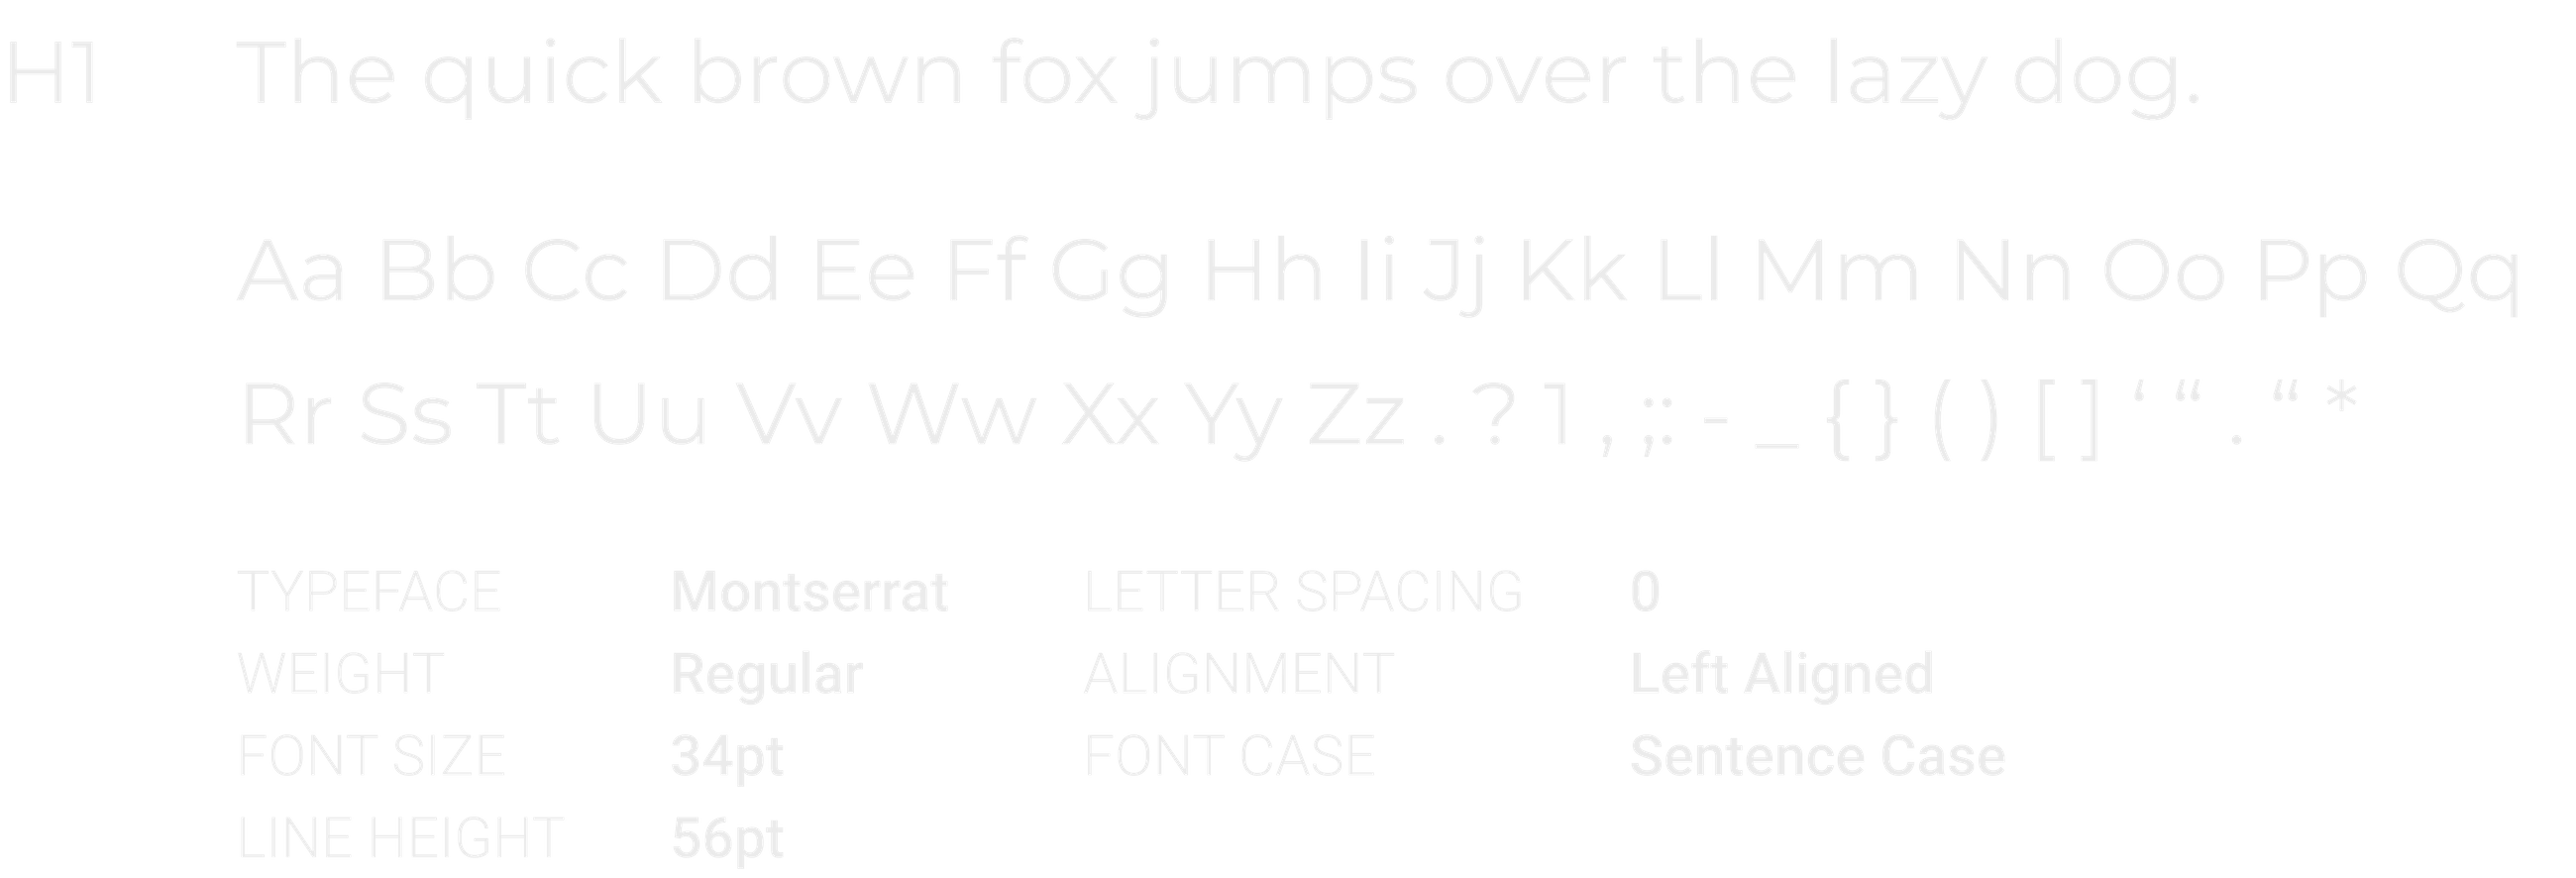 H1 The quick brown fox jumps over the lazy dog.
Aa Bb Cc Dd Ee Ff Gg Hh Ii Jj Kk Ll Mm Nn Oo Pp Qq
Rr Ss Tt Uu Vv Ww Xx Yy Zz . ? 1 , ;: - _ { } ( ) [ ] ‘ “ . “ *
TYPEFACE Montserrat LETTER SPACING 0
WEIGHT Regular ALIGNMENT Left Aligned
FONT SIZE 34pt FONT CASE Sentence Case
LINE HEIGHT 56pt